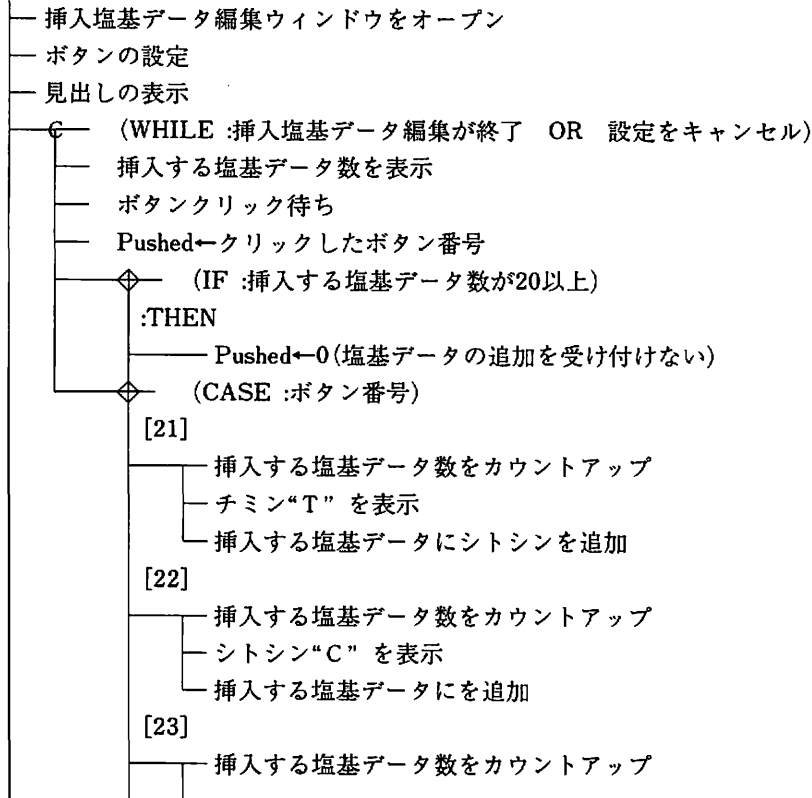 挿入塩基データ編集ウィンドウをオープン
ボタンの設定
見出しの表示
C (WHILE :挿入塩基データ編集が終了 OR 設定をキャンセル)
挿入する塩基データ数を表示
ボタンクリック待ち
Pushed←クリックしたボタン番号
(IF :挿入する塩基データ数が20以上)
:THEN
Pushed←0(塩基データの追加を受け付けない)
(CASE :ボタン番号)
[21]
挿入する塩基データ数をカウントアップ
チミン“T” を表示
挿入する塩基データにシトシンを追加
[22]
挿入する塩基データ数をカウントアップ
シトシン“C” を表示
挿入する塩基データにを追加
[23]
挿入する塩基データ数をカウントアップ